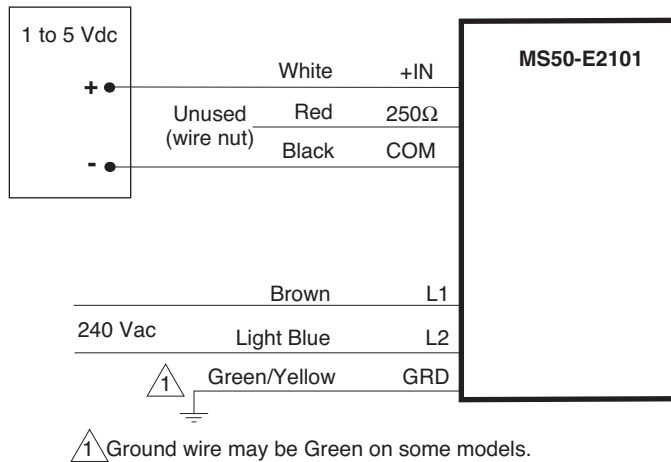 1 to 5 Vdc
MS50-E2101
+
White +IN
Unused
(wire nut)
Red 250Ω
-
Black COM
Brown L1
240 Vac
Light Blue L2
1
Green/Yellow GRD
1 Ground wire may be Green on some models.